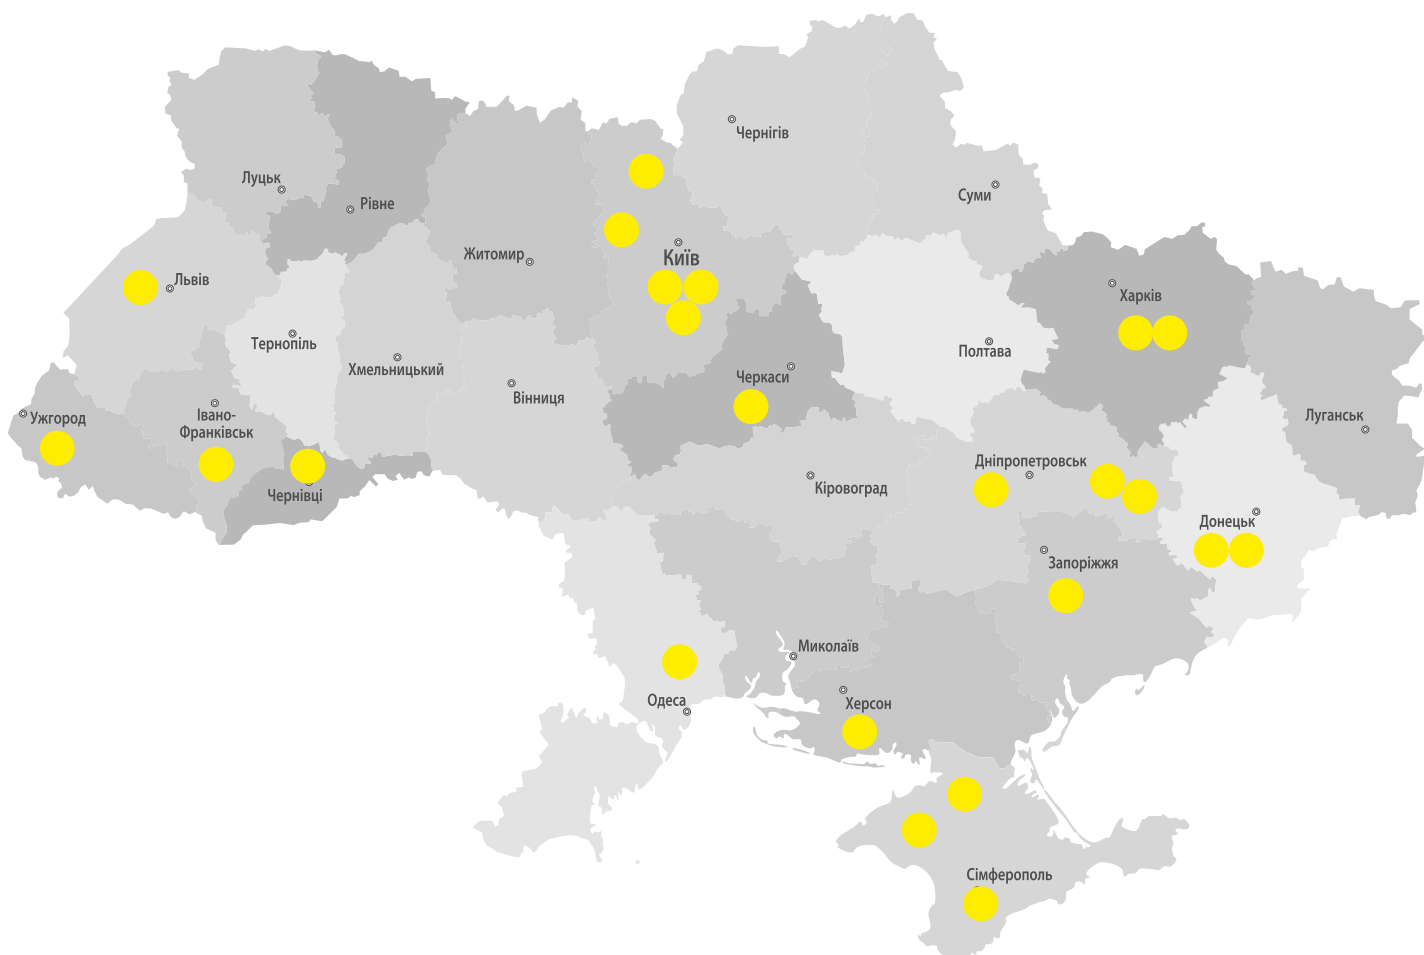 Чернігів
Луцьк
Суми
Рівне
Житомир
Київ
Львів
Харків
Тернопіль
Полтава
Хмельницький
Черкаси
Вінниця
Ужгород
Івано-
Франківськ
Луганськ
Дніпропетровськ
Кіровоград
Чернівці
Донецьк
Запоріжжя
Миколаїв
Одеса
Херсон
Сімферополь